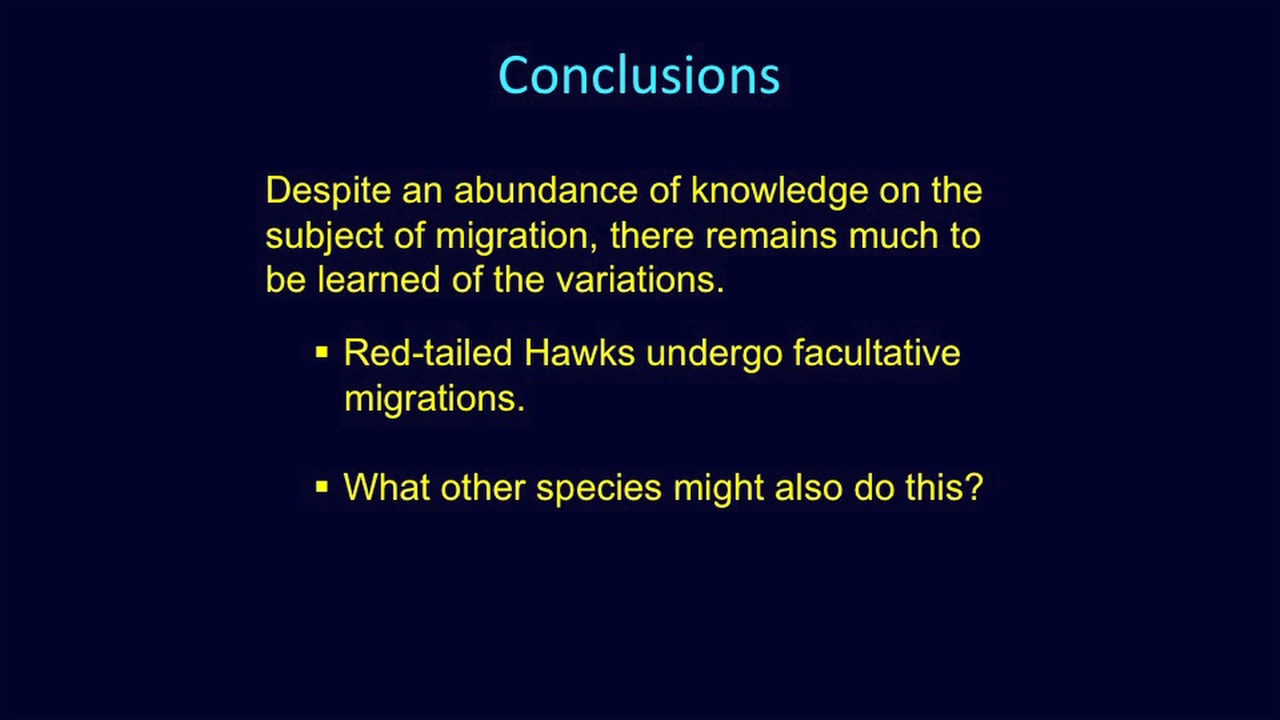 Conclusions
Despite an abundance of knowledge on the
subject of migration, there remains much to
be learned of the variations.
▪ Red-tailed Hawks undergo facultative
migrations.
▪ What other species might also do this?